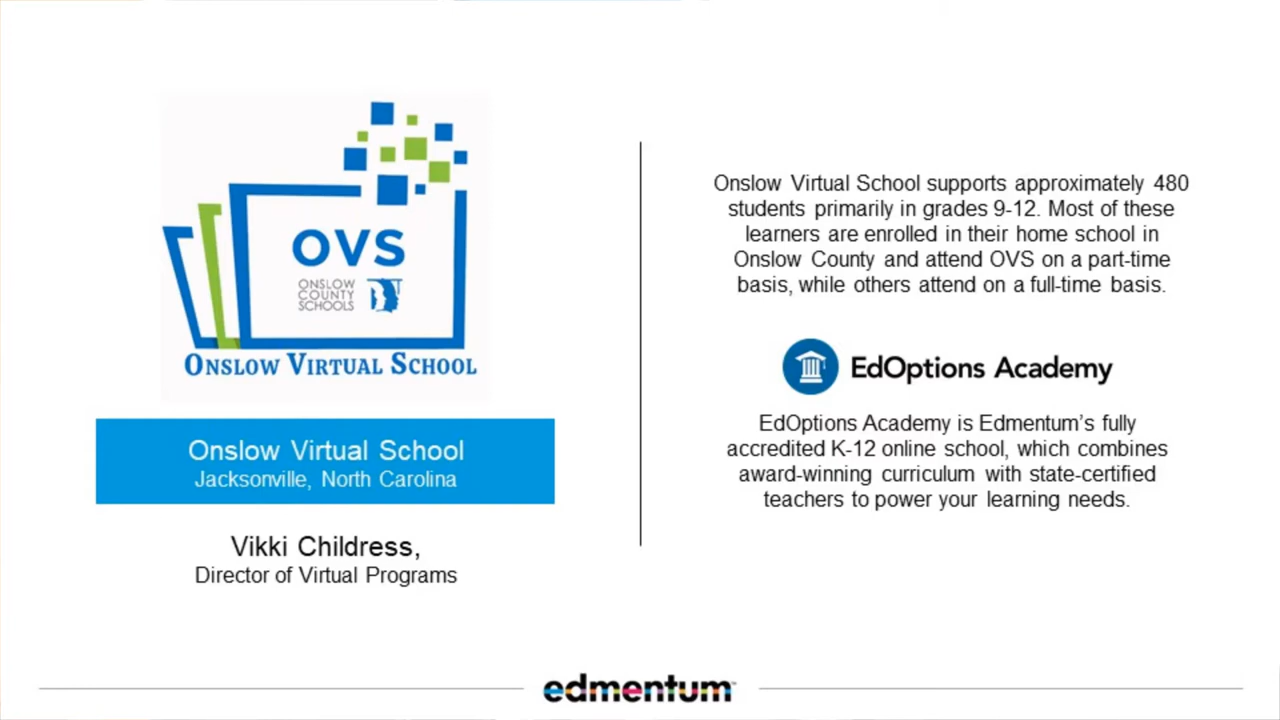 OVS
ONSLOW
COUNTY
SCHOOLS
ONSLOW VIRTUAL SCHOOL
Onslow Virtual School
Jacksonville, North Carolina
Vikki Childress,
Director of Virtual Programs
Onslow Virtual School supports approximately 480
students primarily in grades 9-12. Most of these
learners are enrolled in their home school in
Onslow County and attend OVS on a part-time
basis, while others attend on a full-time basis.
EdOptions Academy
EdOptions Academy is Edmentum’s fully
accredited K-12 online school, which combines
award-winning curriculum with state-certified
teachers to power your learning needs.
edmentum